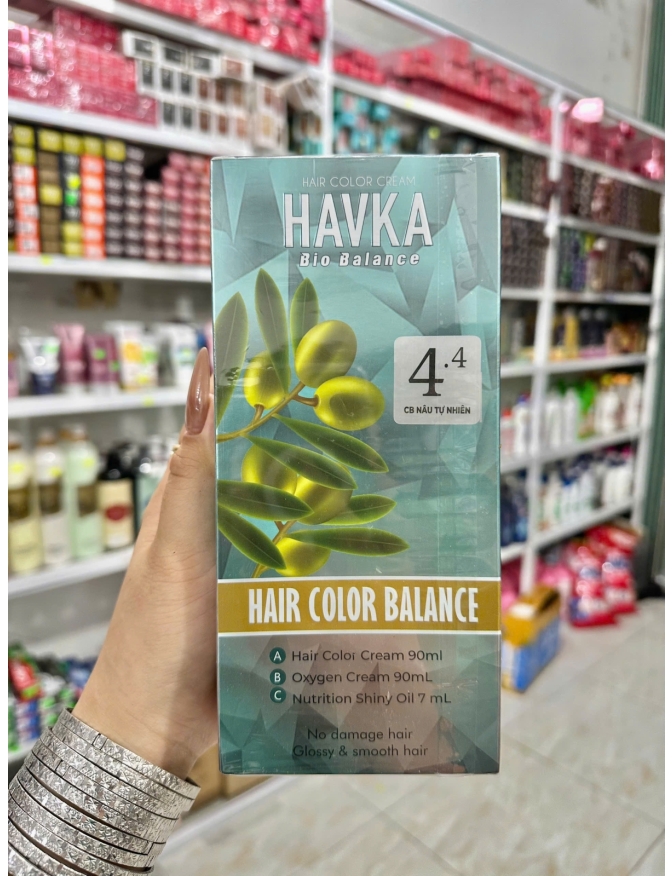 HAIR COLOR CREAM
HAVKA
Bio Balance
4.4
CB NÂU TỰ NHIÊN
HAIR COLOR BALANCE
A Hair Color Cream 90ml
B Oxygen Cream 90mL
C Nutrition Shiny Oil 7 mL
No damage hair
Glossy & smooth hair